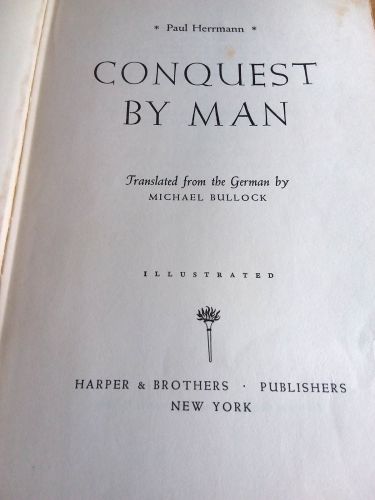 * Paul Herrmann *
CONQUEST
BY MAN
Translated from the German by
MICHAEL BULLOCK
ILLUSTRATED
HARPER & BROTHERS · PUBLISHERS
NEW YORK